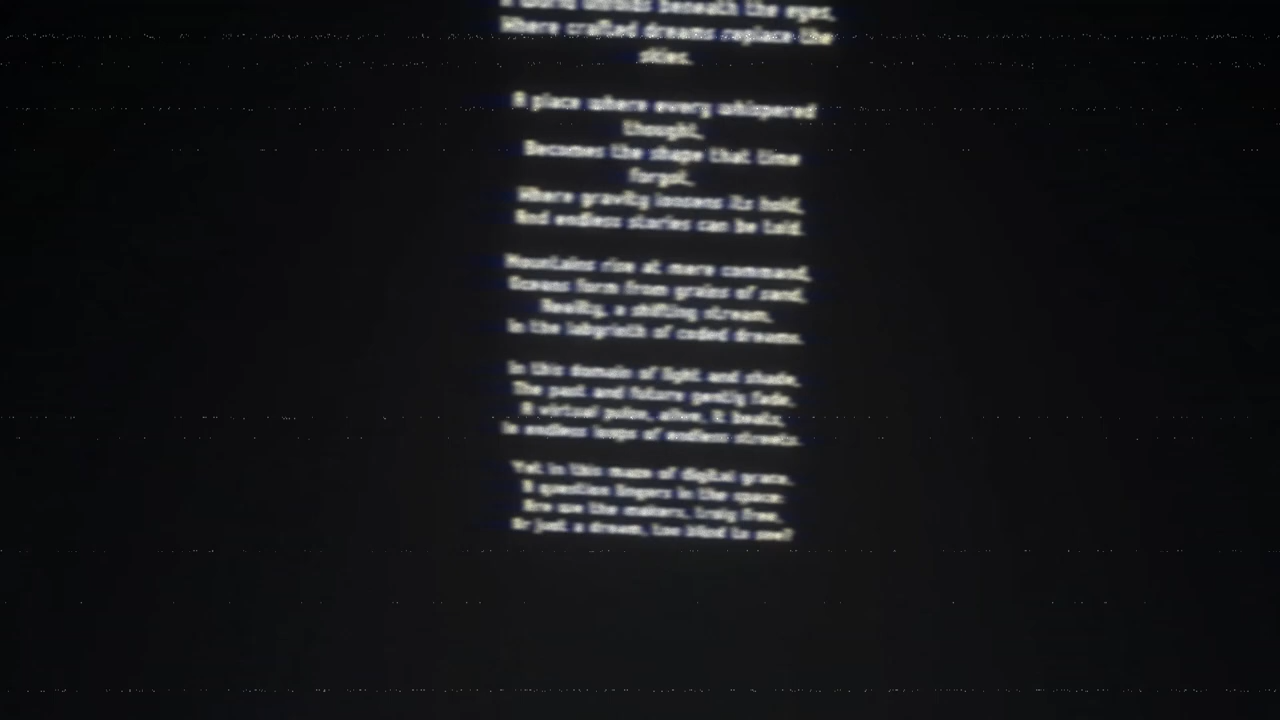 A world unfolds beneath the eyes,
Where crafted dreams replace the
skies.
A place where every whispered
thought,
Becomes the shape that time
forgot.
Where gravity loosens its hold,
And endless stories can be told.
Mountains rise at mere command,
Oceans form from grains of sand,
Reality, a shifting stream,
In the labyrinth of coded dreams.
In this domain of light and shade,
The past and future gently fade,
A virtual pulse, alive, it beats,
In endless loops of endless streets.
Yet in this maze of digital grace,
A question lingers in the space:
Are we the makers, truly free,
Or just a dream, too blind to see?